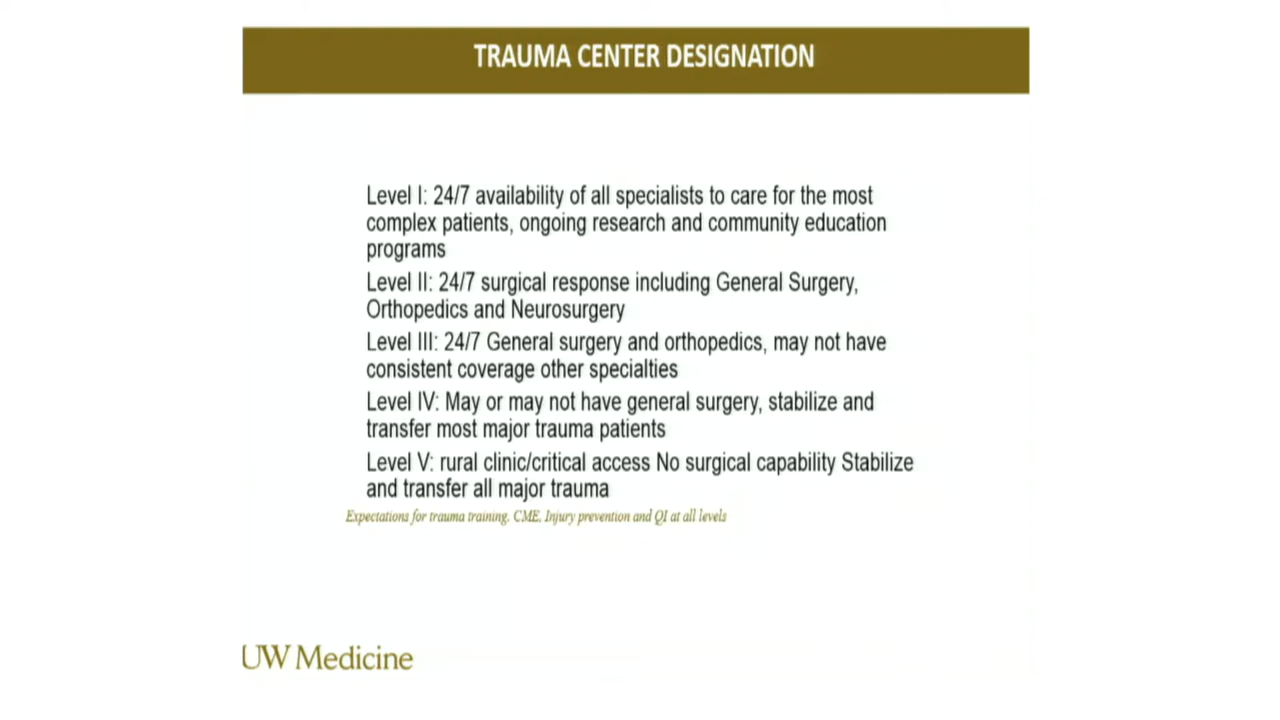 TRAUMA CENTER DESIGNATION
Level I: 24/7 availability of all specialists to care for the most
complex patients, ongoing research and community education
programs
Level II: 24/7 surgical response including General Surgery,
Orthopedics and Neurosurgery
Level III: 24/7 General surgery and orthopedics, may not have
consistent coverage other specialties
Level IV: May or may not have general surgery, stabilize and
transfer most major trauma patients
Level V: rural clinic/critical access No surgical capability Stabilize
and transfer all major trauma
Expectations for trauma training, CME, Injury prevention and QI at all levels
UW Medicine